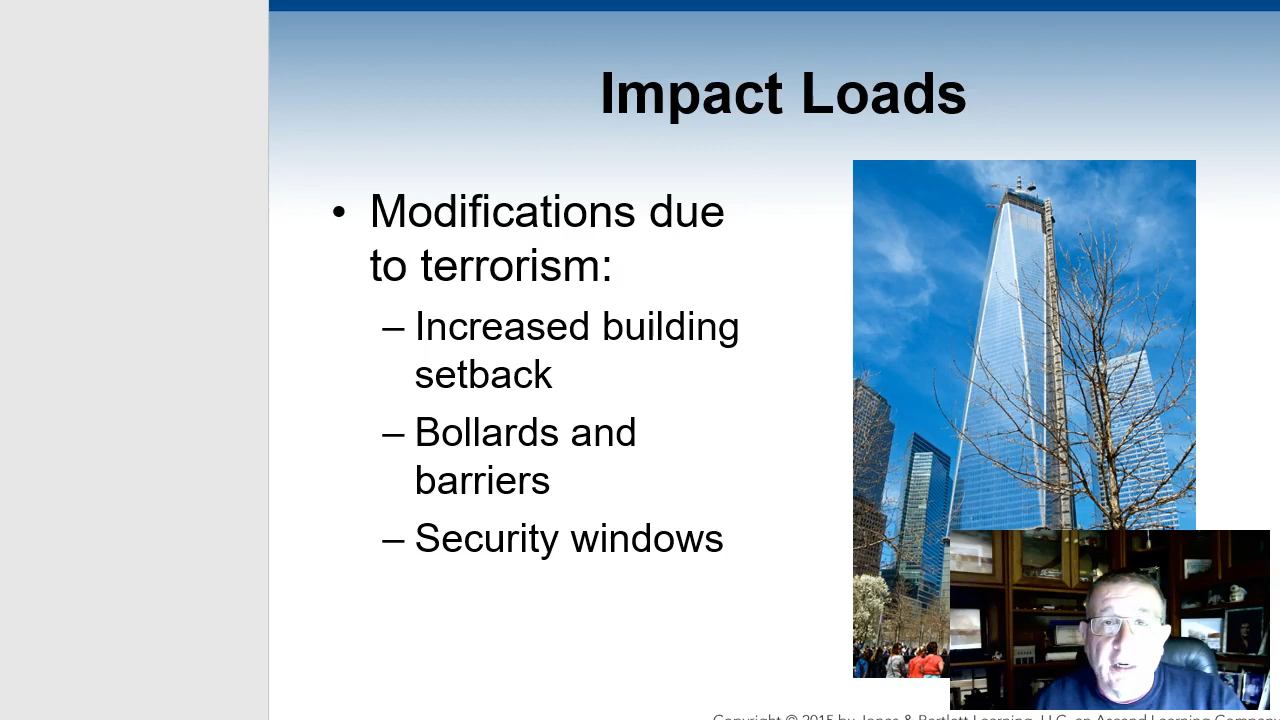 Impact Loads
• Modifications due
to terrorism:
– Increased building
setback
– Bollards and
barriers
– Security windows
Copyright © 2015 by Jones & Bartlett Learning, LLC, an Ascend Learning Company